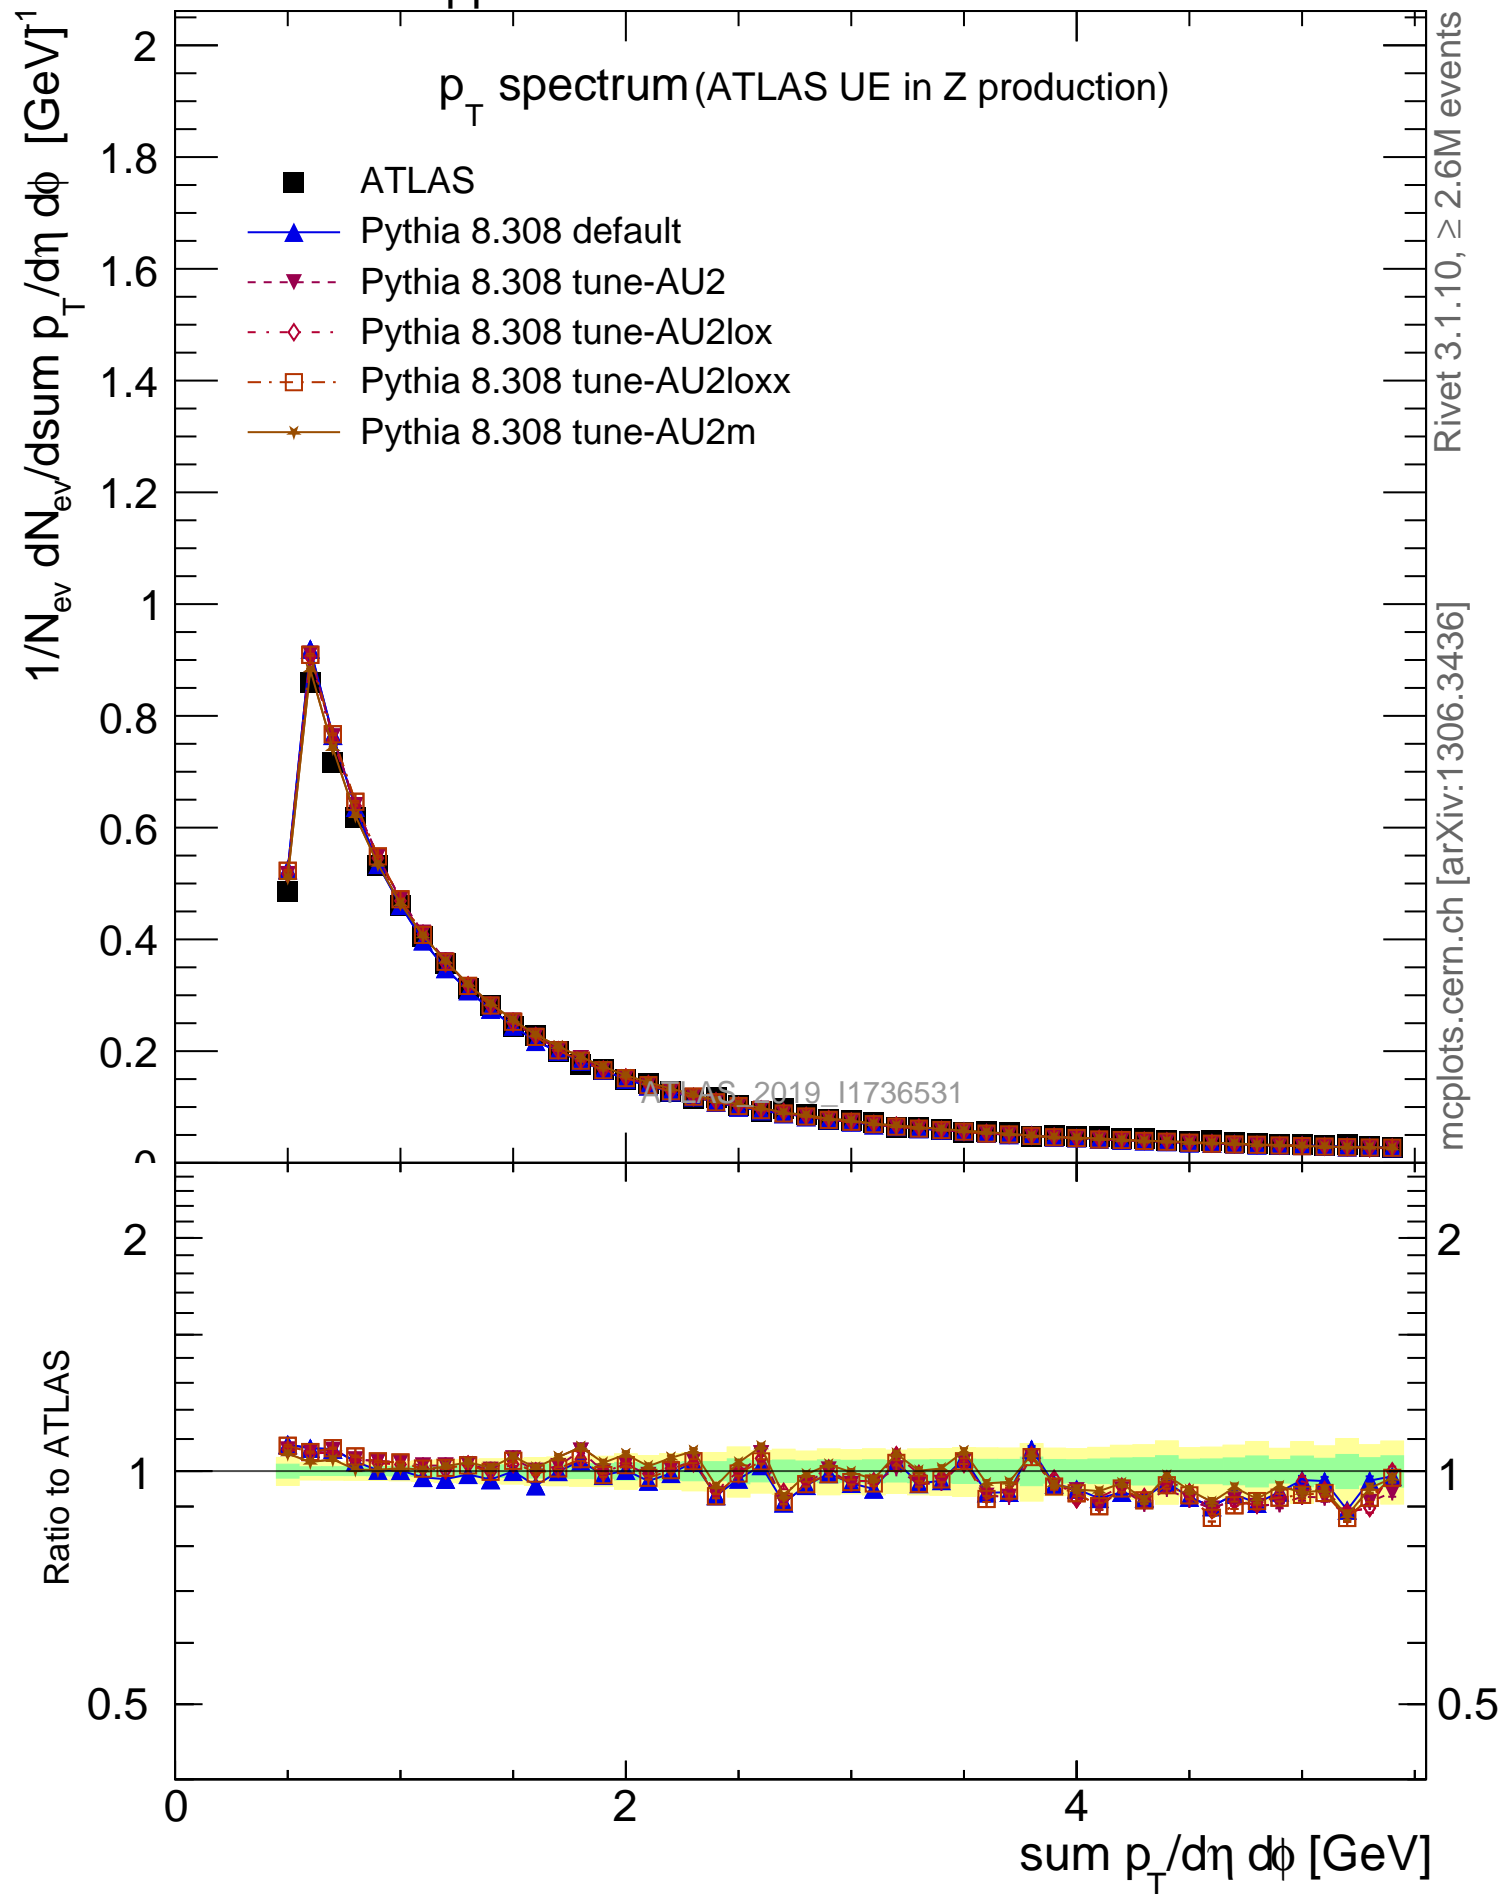 pp
p_T spectrum (ATLAS UE in Z production)
ATLAS
Pythia 8.308 default
Pythia 8.308 tune-AU2
Pythia 8.308 tune-AU2lox
Pythia 8.308 tune-AU2loxx
Pythia 8.308 tune-AU2m
1/N_ev dN_ev/dsum p_T/dη dϕ [GeV]^-1
2
1.8
1.6
1.4
1.2
1
0.8
0.6
0.4
0.2
0
ATLAS_2019_I1736531
Rivet 3.1.10, ≥ 2.6M events
mcplots.cern.ch [arXiv:1306.3436]
Ratio to ATLAS
2
1
0.5
2
1
0.5
0
2
4
sum p_T/dη dϕ [GeV]